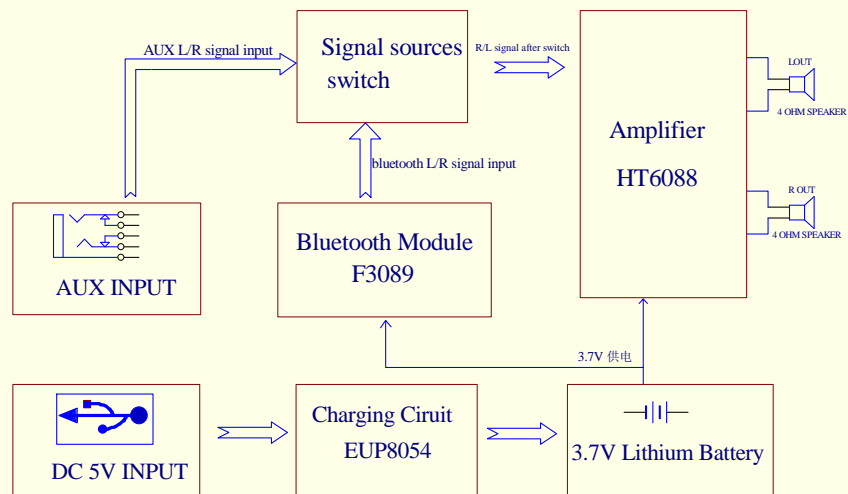 AUX L/R signal input
Signal sources
switch
R/L signal after switch
Amplifier
HT6088
LOUT
4 OHM SPEAKER
R OUT
4 OHM SPEAKER
bluetooth L/R signal input
AUX INPUT
Bluetooth Module
F3089
3.7V 供电
DC 5V INPUT
Charging Ciruit
EUP8054
3.7V Lithium Battery